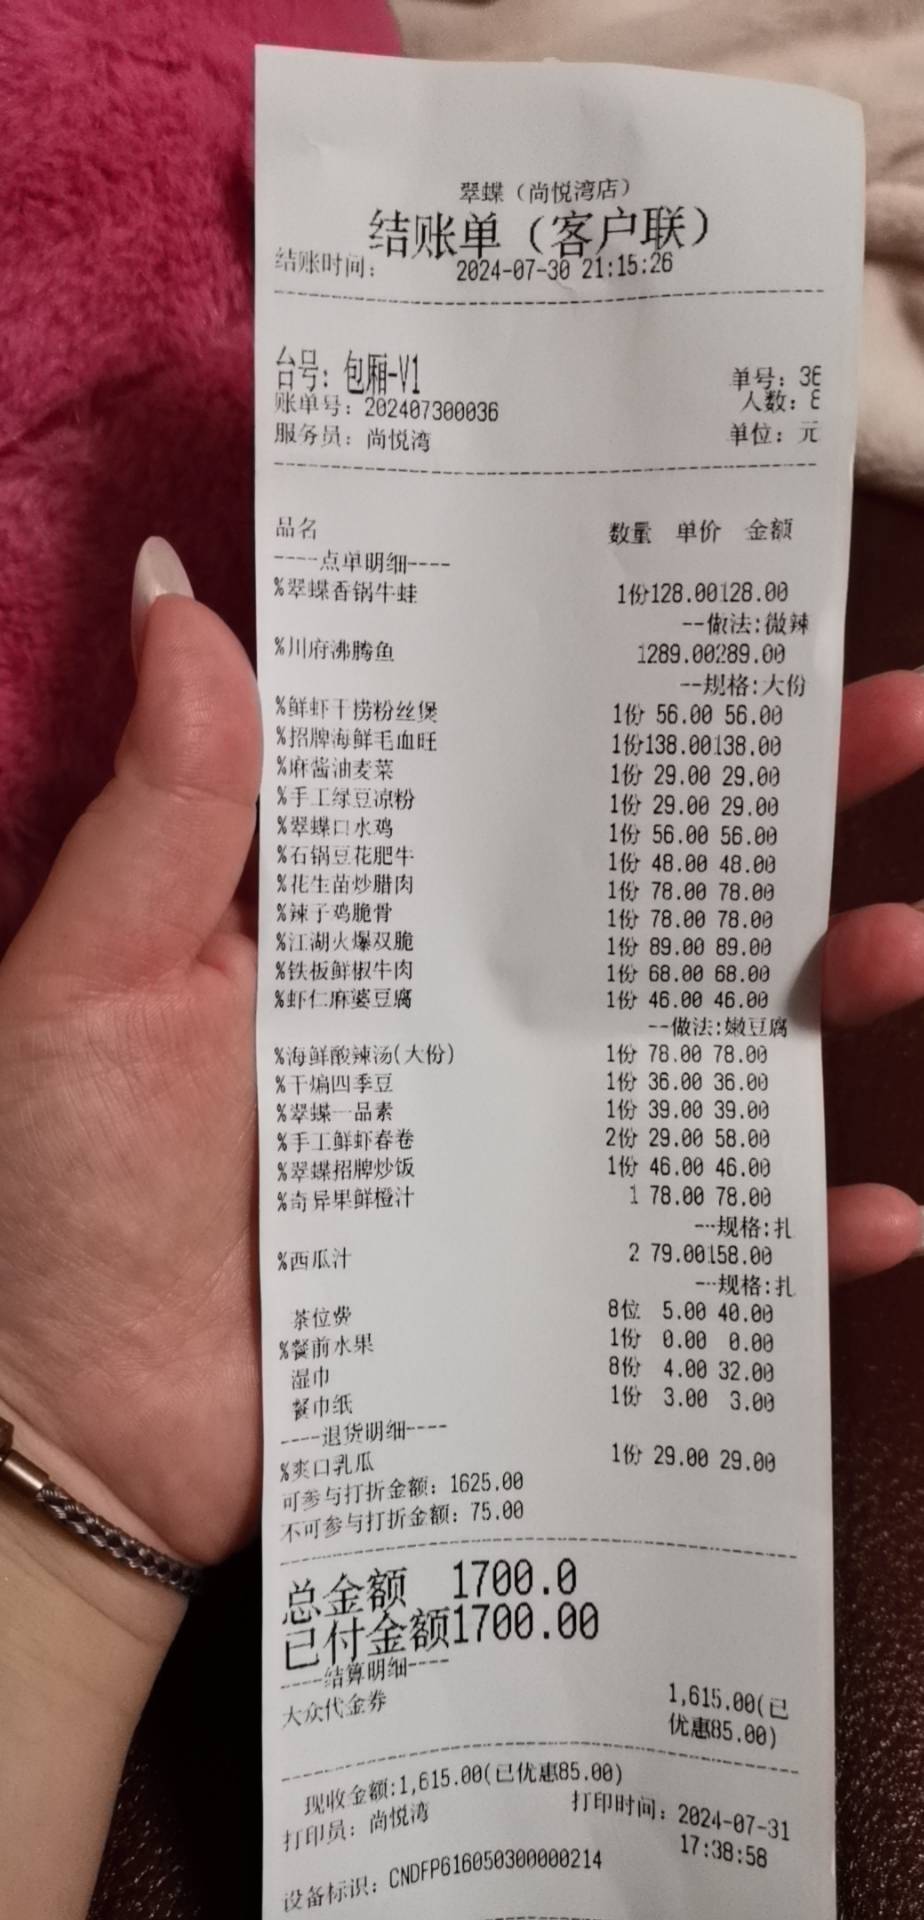 翠蝶（尚悦湾店）
结账单（客户联）
结账时间： 2024-07-30 21:15:26
台号：包厢-V1 单号：36
账单号：202407300036 人数：8
服务员：尚悦湾 单位：元
品名 数量 单价 金额
----点单明细----
%翠蝶香锅牛蛙 1份128.00128.00
--做法:微辣
%川府沸腾鱼 1289.00289.00
--规格:大份
%鲜虾干捞粉丝煲 1份 56.00 56.00
%招牌海鲜毛血旺 1份138.00138.00
%麻酱油麦菜 1份 29.00 29.00
%手工绿豆凉粉 1份 29.00 29.00
%翠蝶口水鸡 1份 56.00 56.00
%石锅豆花肥牛 1份 48.00 48.00
%花生苗炒腊肉 1份 78.00 78.00
%辣子鸡脆骨 1份 78.00 78.00
%江湖火爆双脆 1份 89.00 89.00
%铁板鲜椒牛肉 1份 68.00 68.00
%虾仁麻婆豆腐 1份 46.00 46.00
--做法:嫩豆腐
%海鲜酸辣汤(大份) 1份 78.00 78.00
%干煸四季豆 1份 36.00 36.00
%翠蝶一品素 1份 39.00 39.00
%手工鲜虾春卷 2份 29.00 58.00
%翠蝶招牌炒饭 1份 46.00 46.00
%奇异果鲜橙汁 1 78.00 78.00
--规格:扎
%西瓜汁 2 79.00158.00
--规格:扎
茶位费 8位 5.00 40.00
%餐前水果 1份 0.00 0.00
湿巾 8份 4.00 32.00
餐巾纸 1份 3.00 3.00
----退货明细----
%爽口乳瓜 1份 29.00 29.00
可参与打折金额：1625.00
不可参与打折金额：75.00
总金额 1700.0
已付金额1700.00
----结算明细----
大众代金券 1,615.00(已
优惠85.00)
现收金额:1,615.00(已优惠85.00)
打印员：尚悦湾 打印时间：2024-07-31
17:38:58
设备标识：CNDFP616050300000214